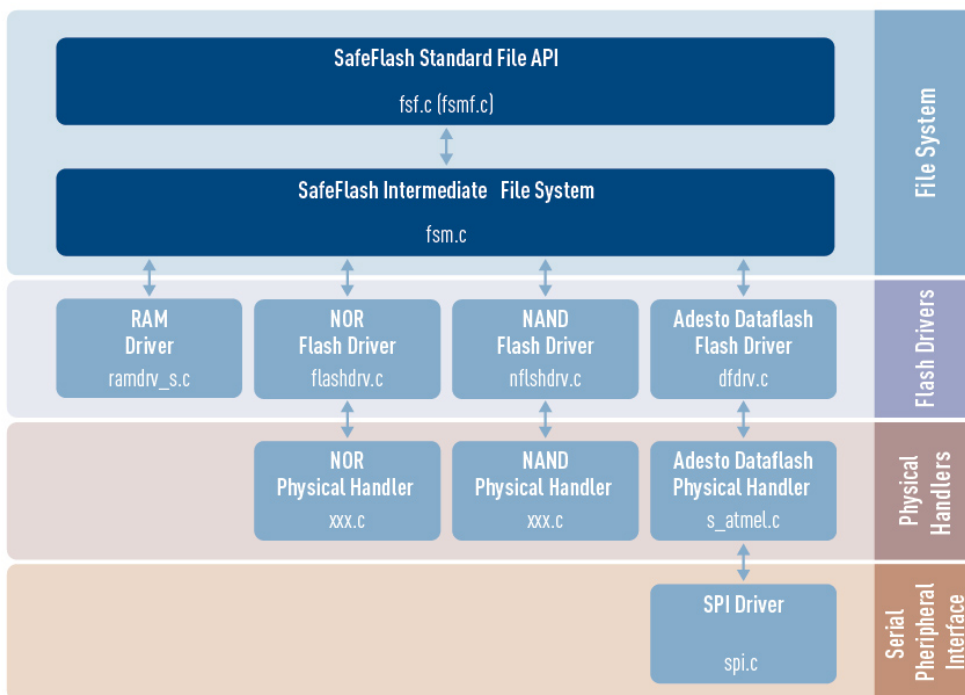 SafeFlash Standard File API
fsf.c (fsmf.c)
SafeFlash Intermediate File System
fsm.c
File System
RAM
Driver
ramdrv_s.c
NOR
Flash Driver
flashdrv.c
NAND
Flash Driver
nflshdrv.c
Adesto Dataflash
Flash Driver
dfdrv.c
Flash Drivers
NOR
Physical Handler
xxx.c
NAND
Physical Handler
xxx.c
Adesto Dataflash
Physical Handler
s_atmel.c
Physical
Handlers
SPI Driver
spi.c
Serial
Pheripheral
Interface